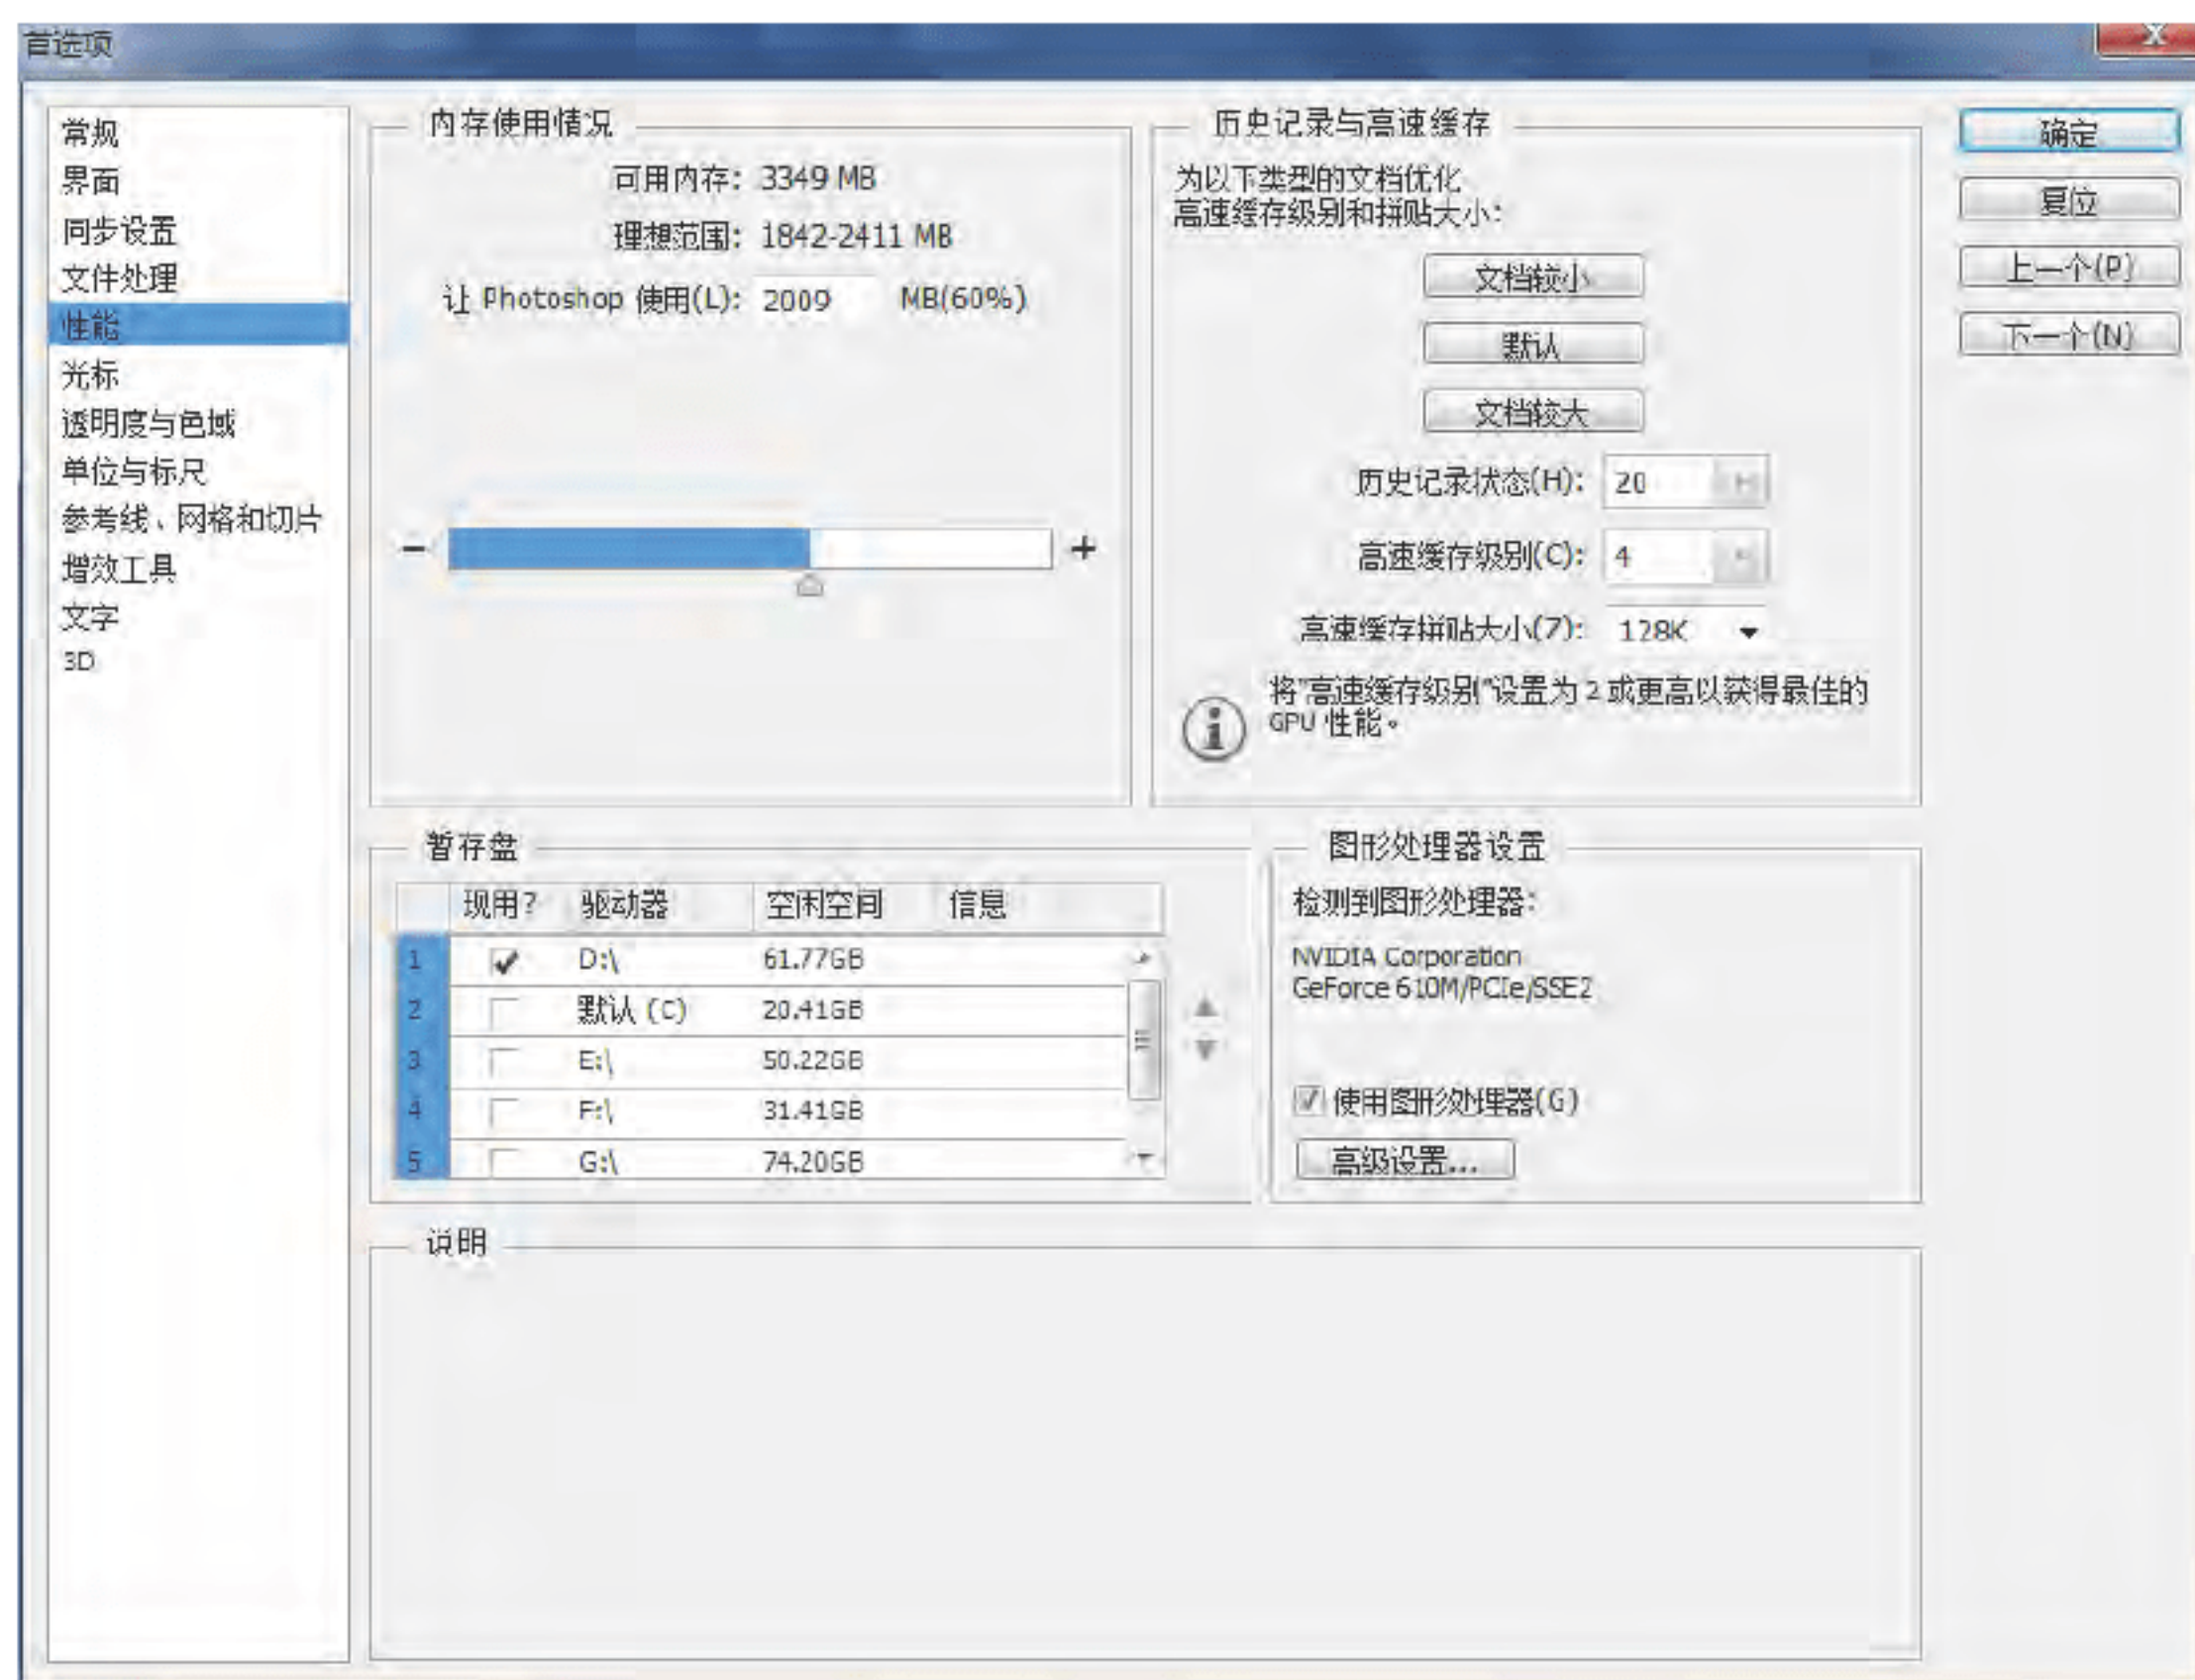 首选项
X
常规
界面
同步设置
文件处理
性能
光标
透明度与色域
单位与标尺
参考线、网格和切片
增效工具
文字
3D
内存使用情况
可用内存: 3349 MB
理想范围: 1842-2411 MB
让 Photoshop 使用(L): 2009 MB(60%)
- +
历史记录与高速缓存
为以下类型的文档优化
高速缓存级别和拼贴大小:
文档较小
默认
文档较大
历史记录状态(H): 20
高速缓存级别(C): 4
高速缓存拼贴大小(Z): 128K
将"高速缓存级别"设置为 2 或更高以获得最佳的
GPU 性能。
确定
复位
上一个(P)
下一个(N)
暂存盘
现用? 驱动器 空闲空间 信息
1 D:\ 61.77GB
2 默认 (C) 20.41GB
3 E:\ 50.22GB
4 F:\ 31.41GB
5 G:\ 74.20GB
图形处理器设置
检测到图形处理器:
NVIDIA Corporation
GeForce 610M/PCIe/SSE2
使用图形处理器(G)
高级设置...
说明